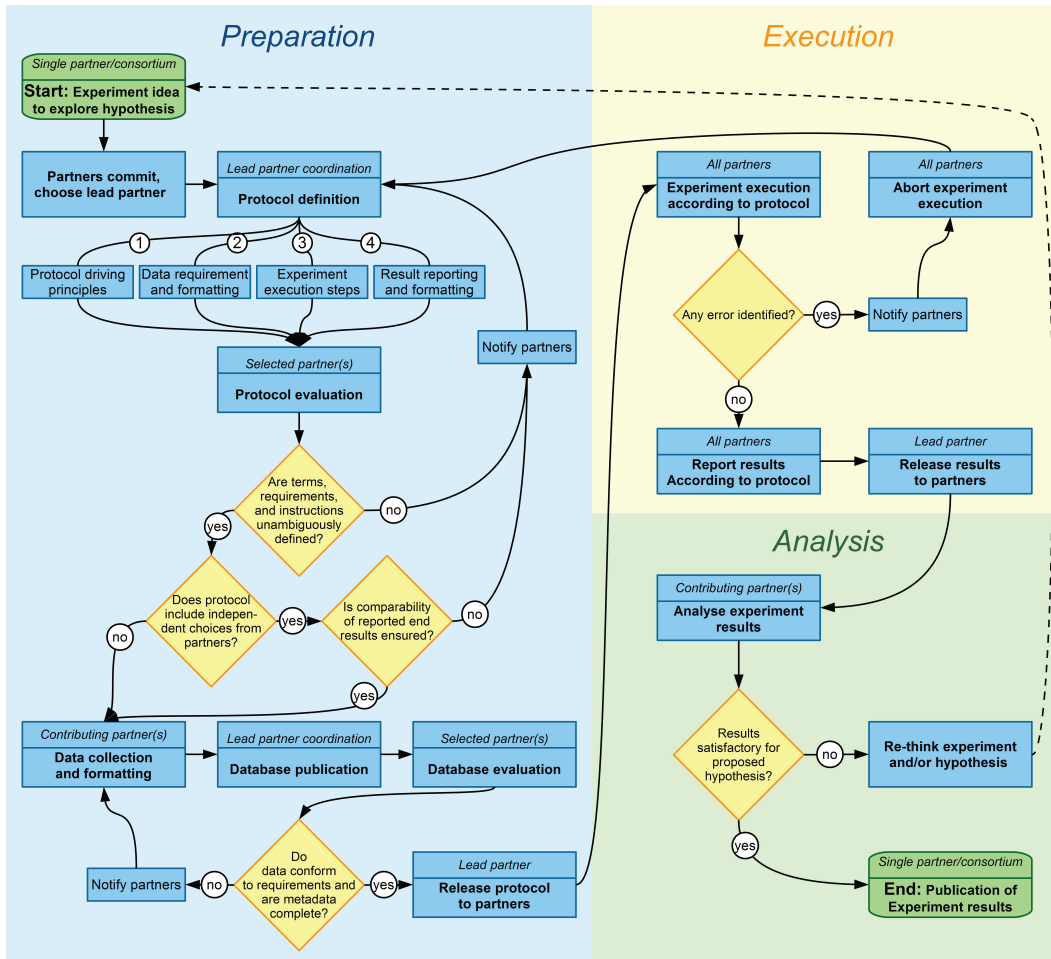 Preparation
Single partner/consortium
Start: Experiment idea
to explore hypothesis
Partners commit,
choose lead partner
Lead partner coordination
Protocol definition
1
2
3
4
Protocol driving
principles
Data requirement
and formatting
Experiment
execution steps
Result reporting
and formatting
Notify partners
Selected partner(s)
Protocol evaluation
Are terms,
requirements,
and instructions
unambiguously
defined?
no
yes
Does protocol
include indepen-
dent choices from
partners?
no
yes
Is comparability
of reported end
results ensured?
no
yes
Contributing partner(s)
Data collection
and formatting
Lead partner coordination
Database publication
Selected partner(s)
Database evaluation
Do
data conform
to requirements and
are metadata
complete?
no
Notify partners
yes
Lead partner
Release protocol
to partners
Execution
All partners
Experiment execution
according to protocol
All partners
Abort experiment
execution
Any error identified?
yes
Notify partners
no
All partners
Report results
According to protocol
Lead partner
Release results
to partners
Analysis
Contributing partner(s)
Analyse experiment
results
Results
satisfactory for
proposed
hypothesis?
no
Re-think experiment
and/or hypothesis
yes
Single partner/consortium
End: Publication of
Experiment results